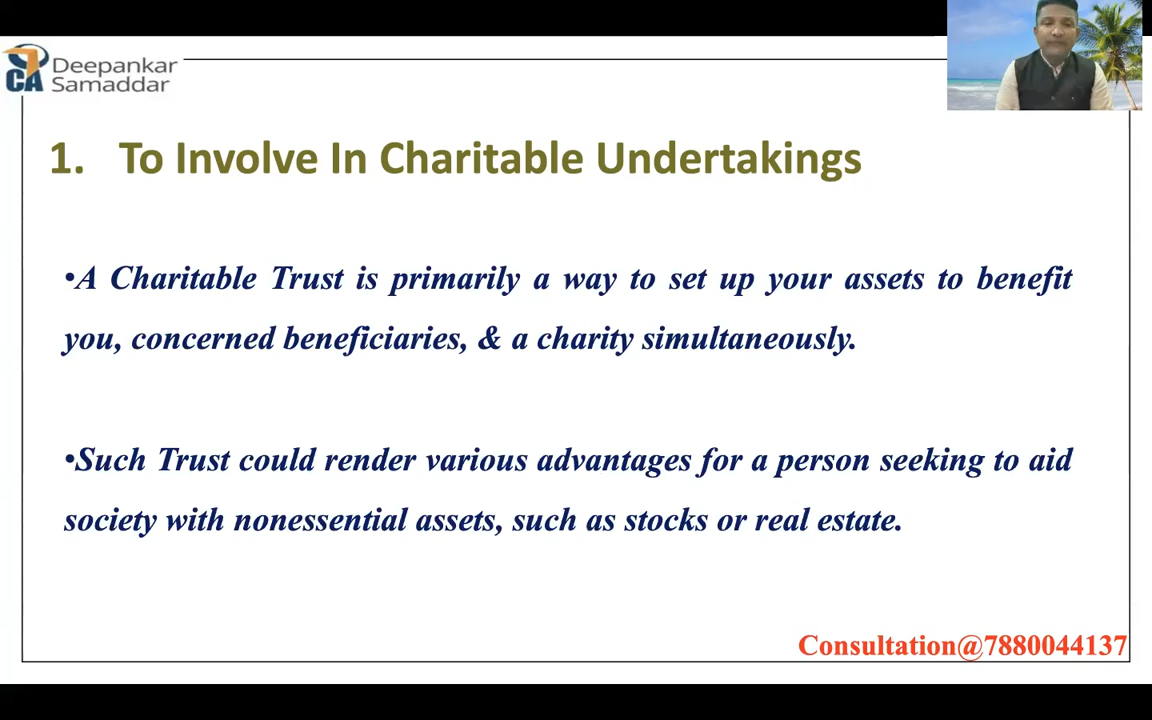 CA Deepankar
Samaddar
1. To Involve In Charitable Undertakings
•A Charitable Trust is primarily a way to set up your assets to benefit
you, concerned beneficiaries, & a charity simultaneously.
•Such Trust could render various advantages for a person seeking to aid
society with nonessential assets, such as stocks or real estate.
Consultation@7880044137